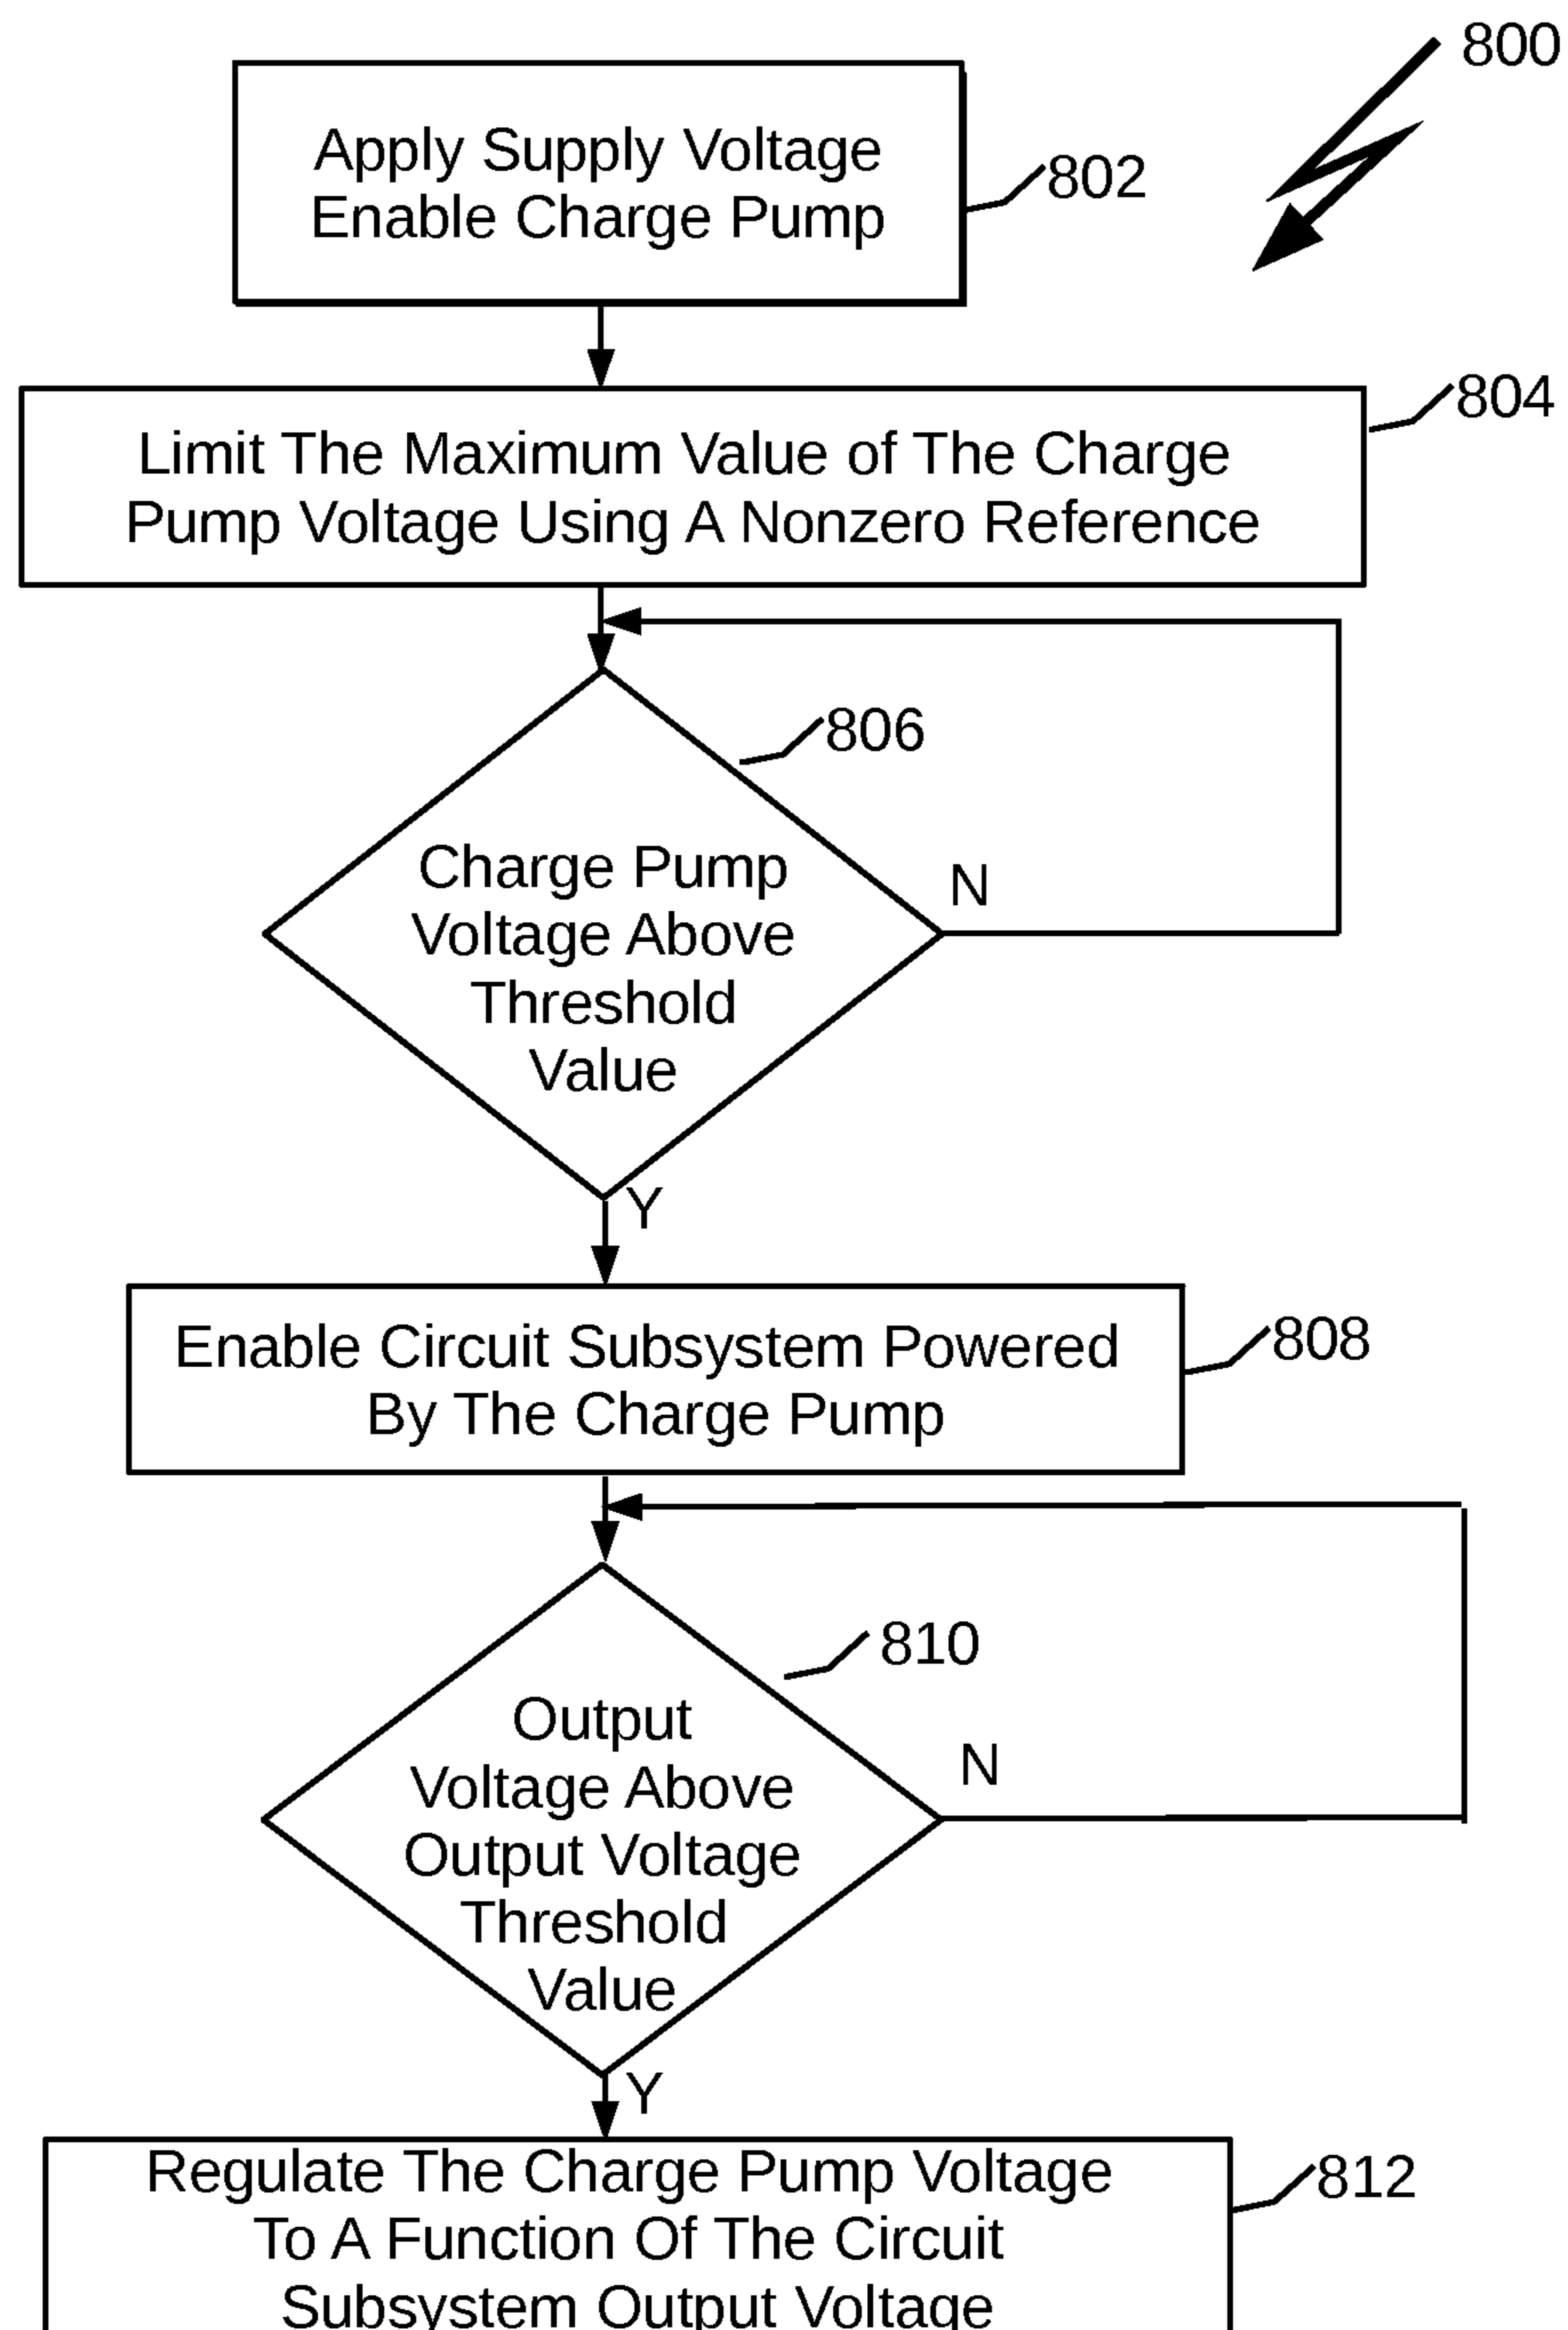 800
Apply Supply Voltage
Enable Charge Pump
802
804
Limit The Maximum Value of The Charge
Pump Voltage Using A Nonzero Reference
806
Charge Pump
Voltage Above
Threshold
Value
N
Y
Enable Circuit Subsystem Powered
By The Charge Pump
808
810
Output
Voltage Above
Output Voltage
Threshold
Value
N
Y
Regulate The Charge Pump Voltage
To A Function Of The Circuit
Subsystem Output Voltage
812